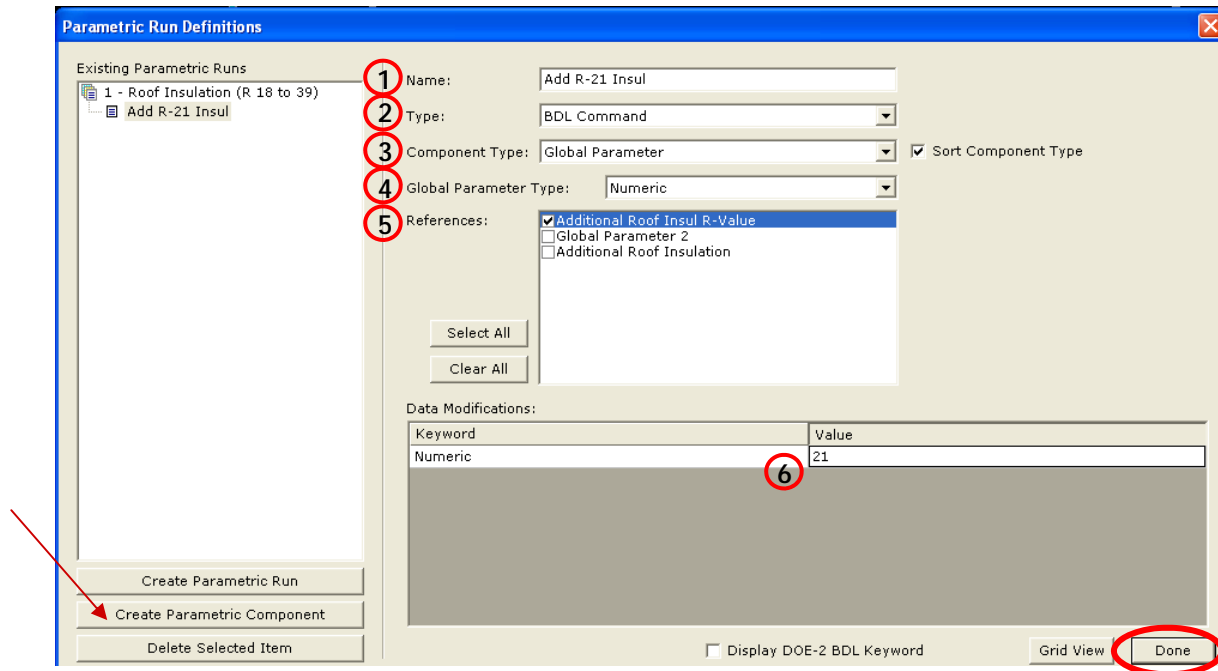 Parametric Run Definitions
Existing Parametric Runs
1 - Roof Insulation (R 18 to 39)
Add R-21 Insul
1 Name: Add R-21 Insul
2 Type: BDL Command
3 Component Type: Global Parameter Sort Component Type
4 Global Parameter Type: Numeric
5 References: Additional Roof Insul R-Value
Global Parameter 2
Additional Roof Insulation
Select All
Clear All
Data Modifications:
Keyword Value
Numeric 21
6
Create Parametric Run
Create Parametric Component
Delete Selected Item
Display DOE-2 BDL Keyword Grid View Done